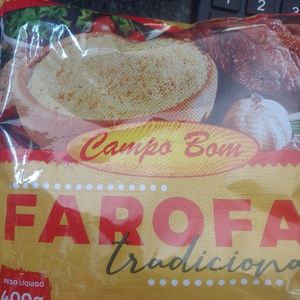 Campo Bom
FAROFA
tradiciona
PESO LÍQUIDO
400g